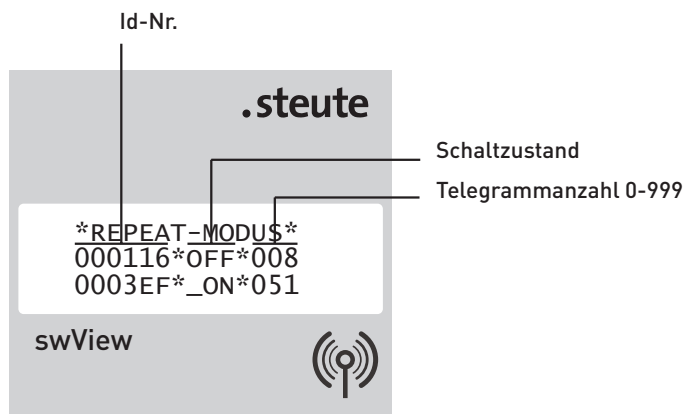 Id-Nr.
.steute
Schaltzustand
Telegrammanzahl 0-999
*REPEAT-MODUS*
000116*OFF*008
0003EF*_ON*051
swView